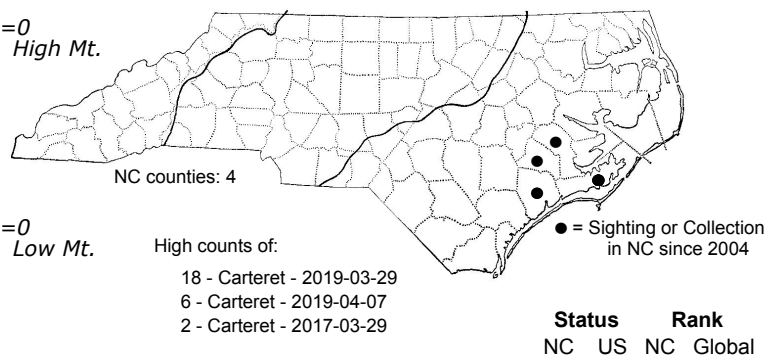 =0
High Mt.
NC counties: 4
=0
Low Mt.
High counts of:
18 - Carteret - 2019-03-29
6 - Carteret - 2019-04-07
2 - Carteret - 2017-03-29
● = Sighting or Collection
in NC since 2004
Status Rank
NC US NC Global